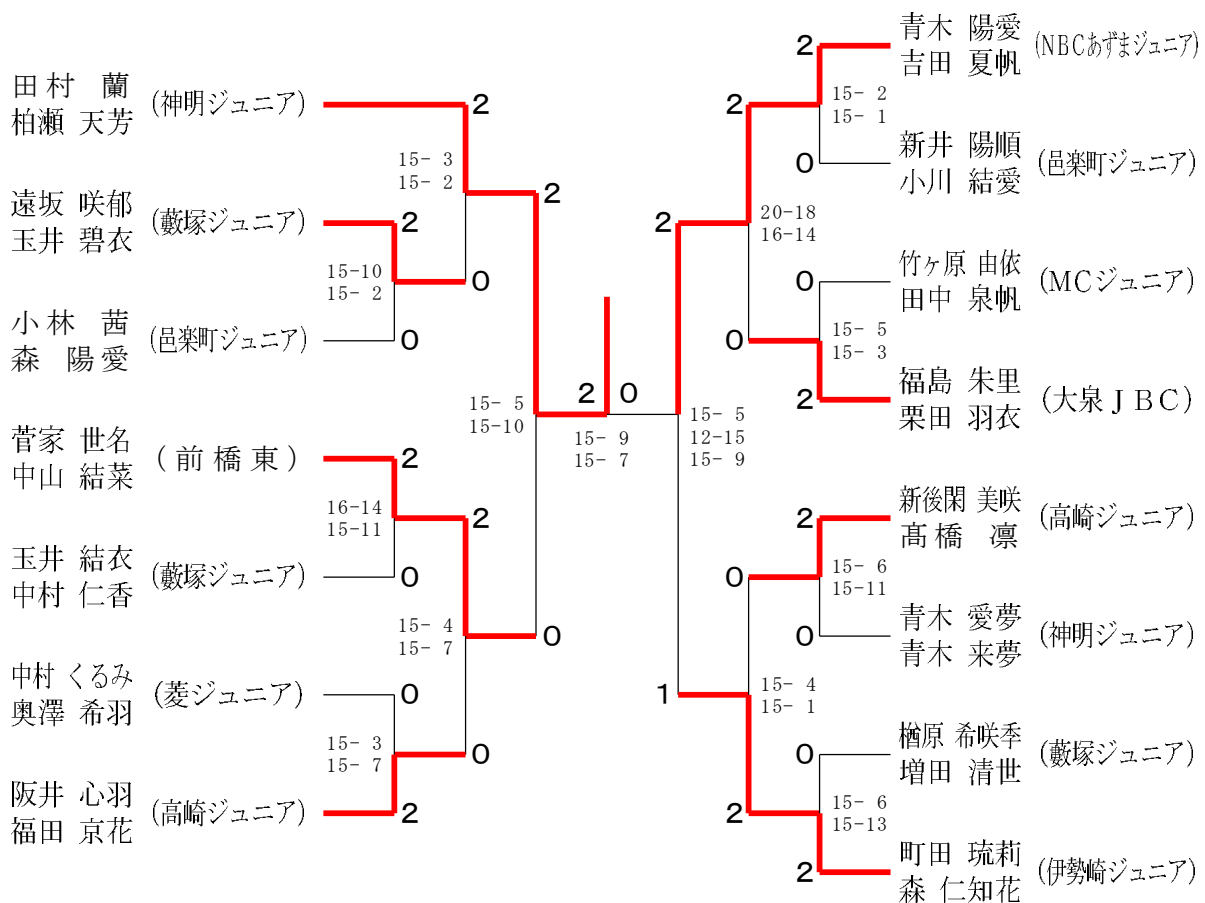 田村 蘭
柏瀬 天芳
(神明ジュニア)
2
15- 3
15- 2
遠坂 咲郁
玉井 碧衣
(藪塚ジュニア)
2
15-10
15- 2
0
小林 茜
森 陽愛
(邑楽町ジュニア)
0
2
15- 5
15-10
菅家 世名
中山 結菜
(前橋東)
2
16-14
15-11
2
玉井 結衣
中村 仁香
(藪塚ジュニア)
0
15- 4
15- 7
0
中村 くるみ
奥澤 希羽
(菱ジュニア)
0
15- 3
15- 7
0
阪井 心羽
福田 京花
(高崎ジュニア)
2
2 0
15- 9
15- 7
青木 陽愛
吉田 夏帆
(NBCあずまジュニア)
2
15- 2
15- 1
2
新井 陽順
小川 結愛
(邑楽町ジュニア)
0
2
20-18
16-14
竹ヶ原 由依
田中 泉帆
(MCジュニア)
0
15- 5
15- 3
0
福島 朱里
栗田 羽衣
(大泉JBC)
2
15- 5
12-15
15- 9
新後閑 美咲
髙橋 凛
(高崎ジュニア)
2
15- 6
15-11
0
青木 愛夢
青木 来夢
(神明ジュニア)
0
1
15- 4
15- 1
楢原 希咲季
増田 清世
(藪塚ジュニア)
0
15- 6
15-13
2
町田 琉莉
森 仁知花
(伊勢崎ジュニア)
2